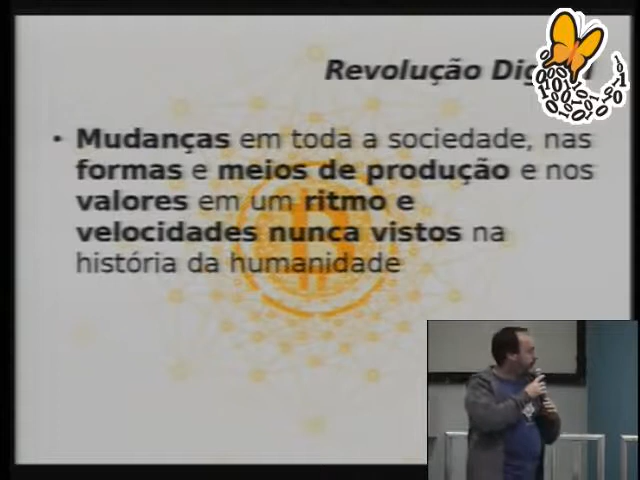 Revolução Digital
• Mudanças em toda a sociedade, nas
formas e meios de produção e nos
valores em um ritmo e
velocidades nunca vistos na
história da humanidade